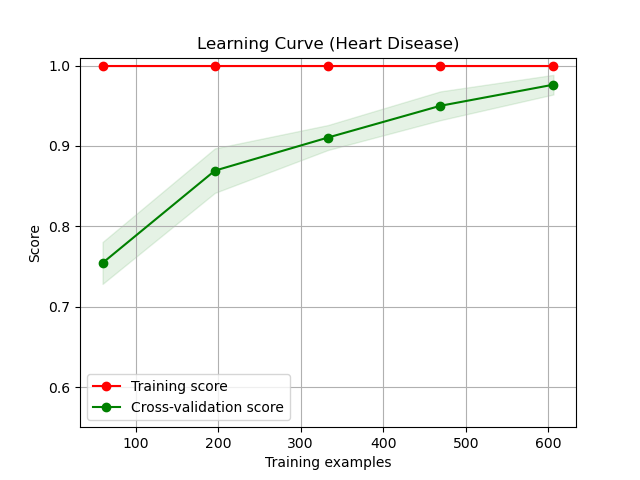 Learning Curve (Heart Disease)
1.0
0.9
0.8
0.7
0.6
Score
Training score
Cross-validation score
100
200
300
400
500
600
Training examples